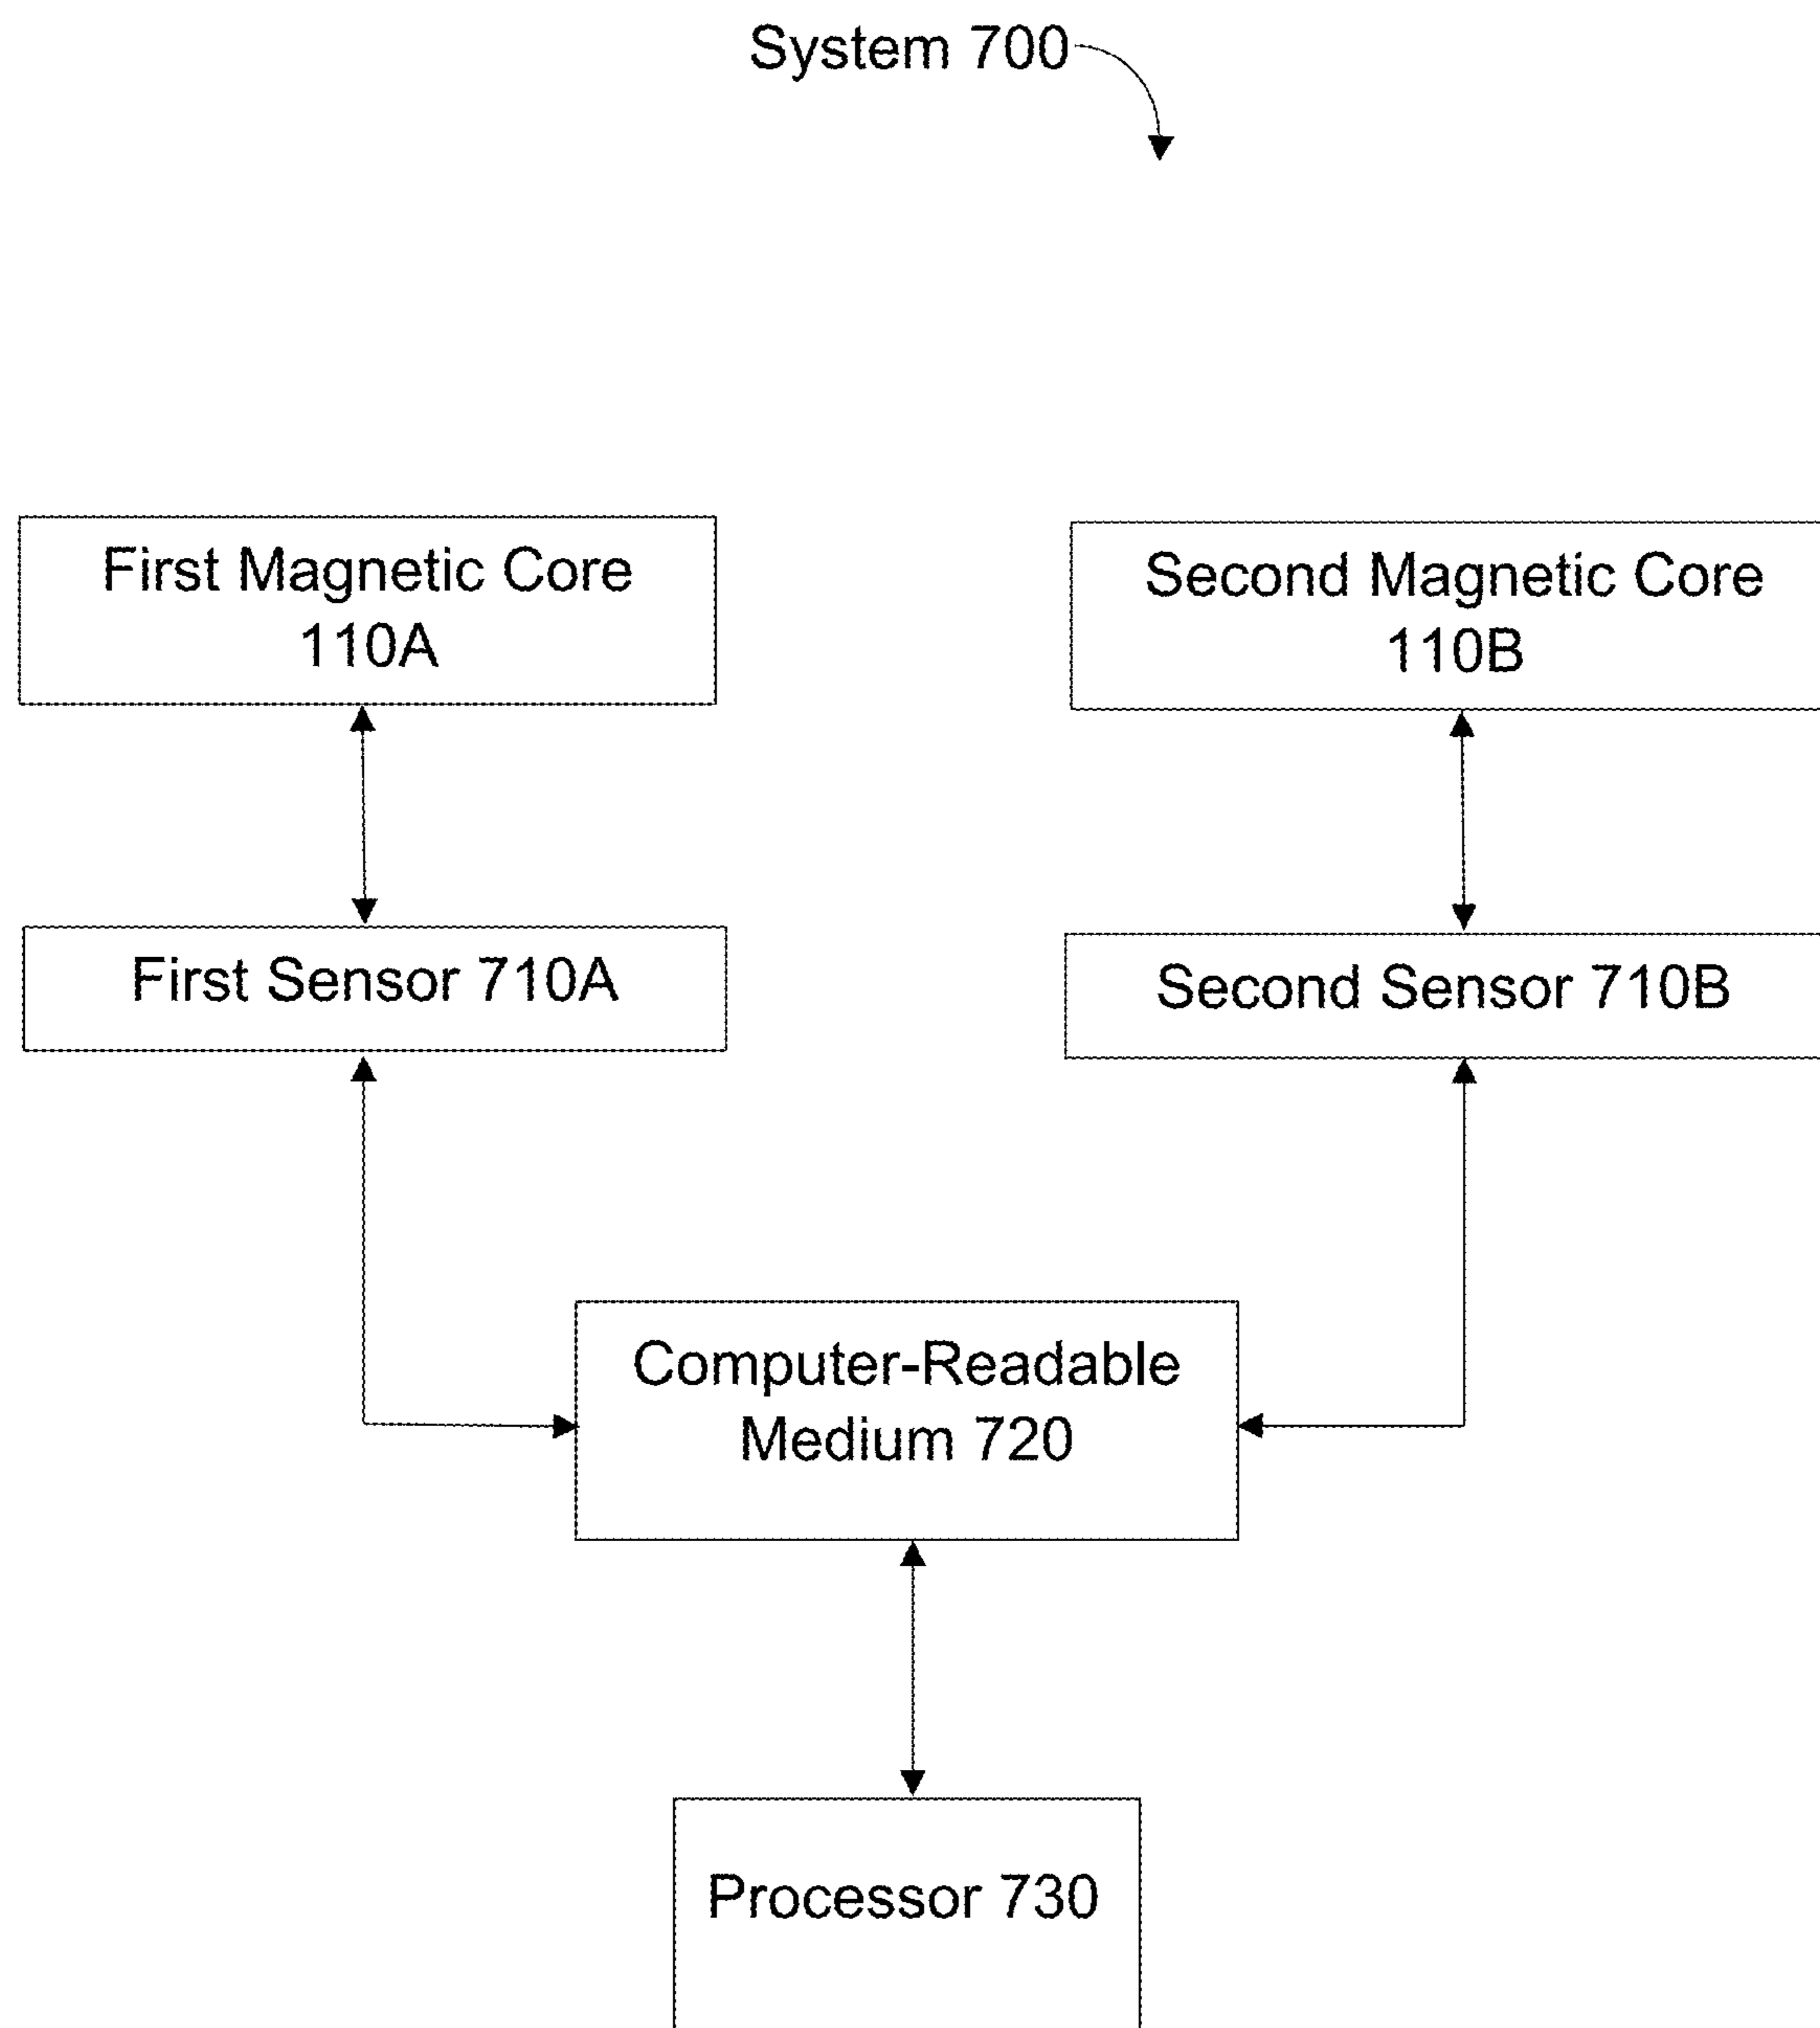 System 700
First Magnetic Core
110A
Second Magnetic Core
110B
First Sensor 710A
Second Sensor 710B
Computer-Readable
Medium 720
Processor 730